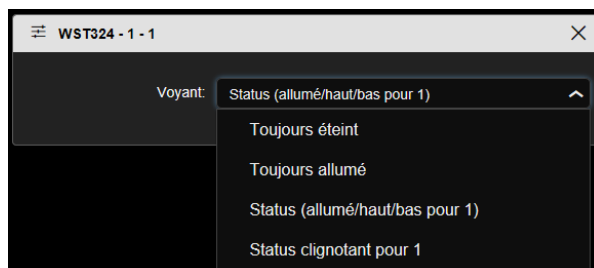 WST324 - 1 - 1
Voyant: Status (allumé/haut/bas pour 1)
Toujours éteint
Toujours allumé
Status (allumé/haut/bas pour 1)
Status clignotant pour 1